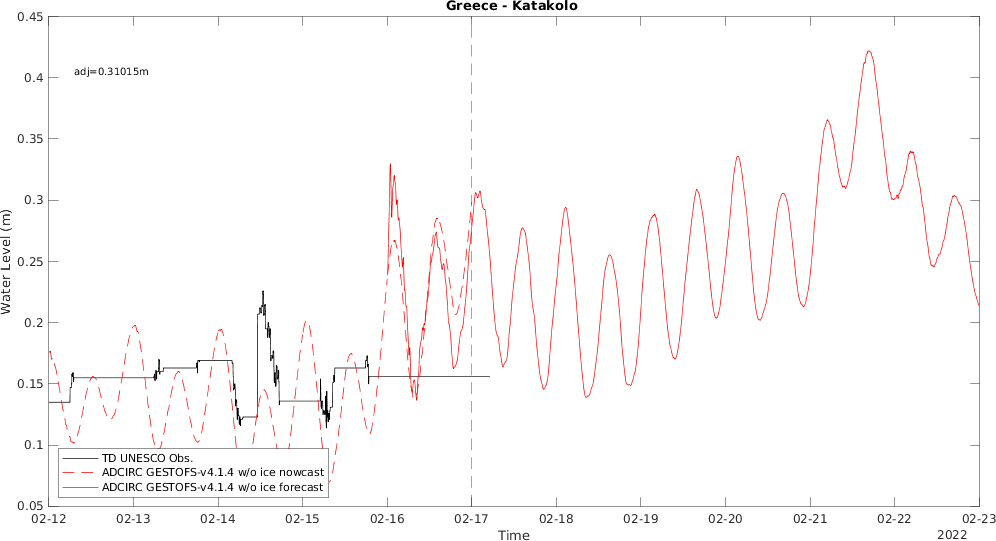 Greece - Katakolo
adj=0.31015m
Water Level (m)
0.45
0.4
0.35
0.3
0.25
0.2
0.15
0.1
0.05
TD UNESCO Obs.
ADCIRC GESTOFS-v4.1.4 w/o ice nowcast
ADCIRC GESTOFS-v4.1.4 w/o ice forecast
02-12 02-13 02-14 02-15 02-16 02-17 02-18 02-19 02-20 02-21 02-22 02-23
Time
2022